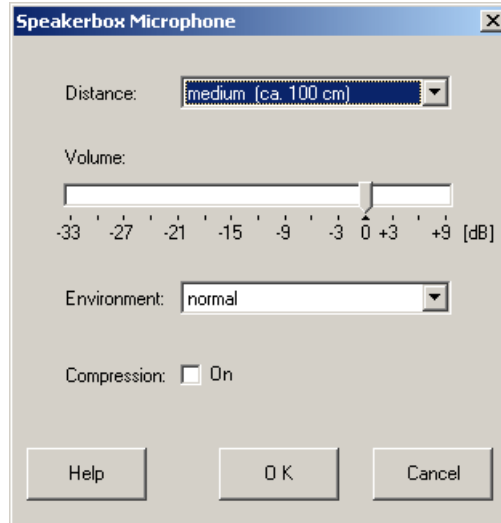 Speakerbox Microphone
Distance: medium (ca. 100 cm)
Volume:
-33 -27 -21 -15 -9 -3 0 +3 +9 [dB]
Environment: normal
Compression: On
Help OK Cancel